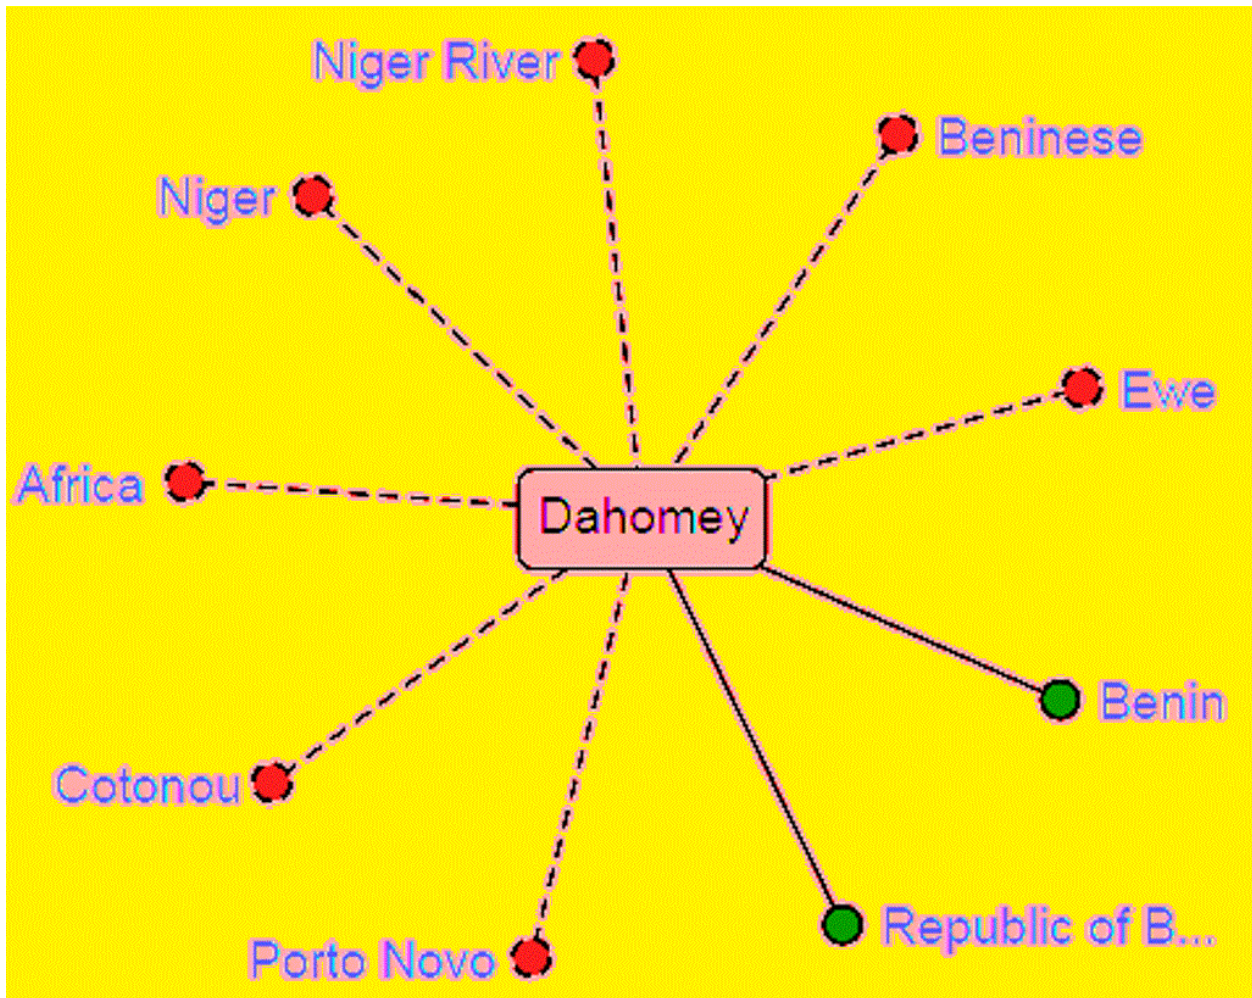 Niger River
Beninese
Niger
Ewe
Africa
Dahomey
Benin
Cotonou
Republic of B...
Porto Novo